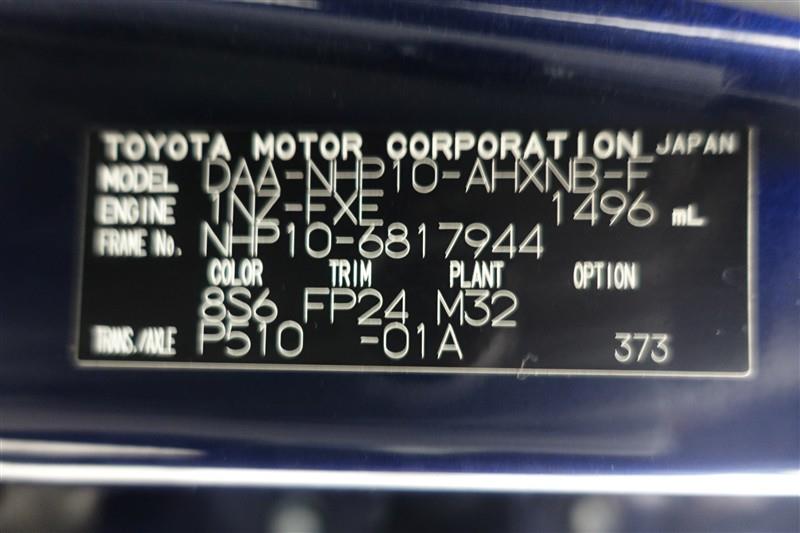 TOYOTA MOTOR CORPORATION JAPAN
MODEL DAA-NHP10-AHXNB-F
ENGINE 1NZ-FXE 1496 mL
FRAME No. NHP10-6817944
COLOR TRIM PLANT OPTION
8S6 FP24 M32
TRANS./AXLE P510 -01A 373